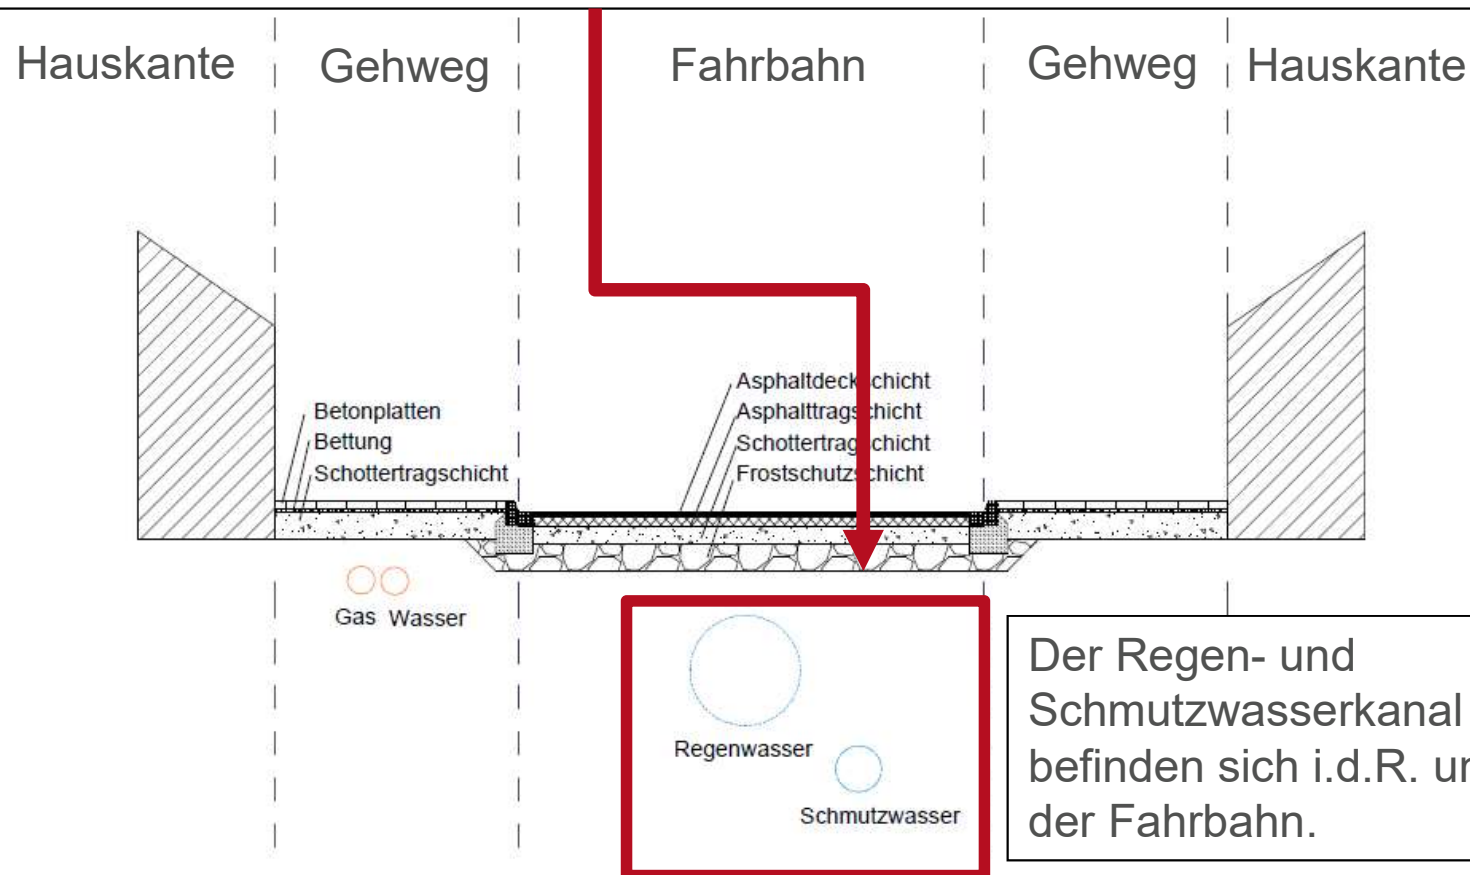 Hauskante
Gehweg
Fahrbahn
Gehweg
Hauskante
Asphaltdeckschicht
Asphalttragschicht
Schottertragschicht
Frostschutzschicht
Betonplatten
Bettung
Schottertragschicht
Gas Wasser
Regenwasser
Schmutzwasser
Der Regen- und
Schmutzwasserkanal
befinden sich i.d.R.
der Fahrbahn.